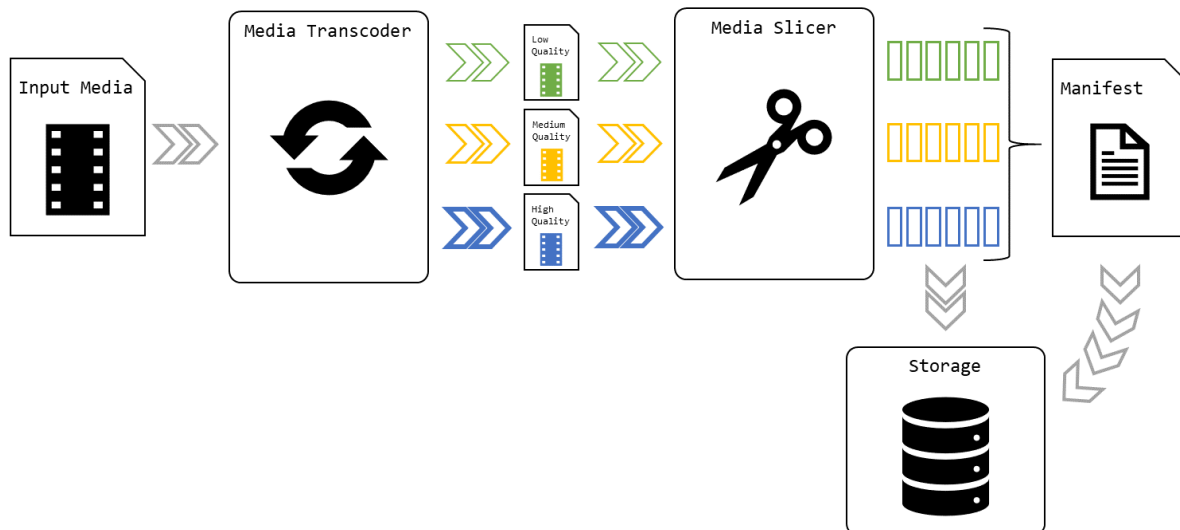 Input Media
Media Transcoder
Low
Quality
Medium
Quality
High
Quality
Media Slicer
Manifest
Storage